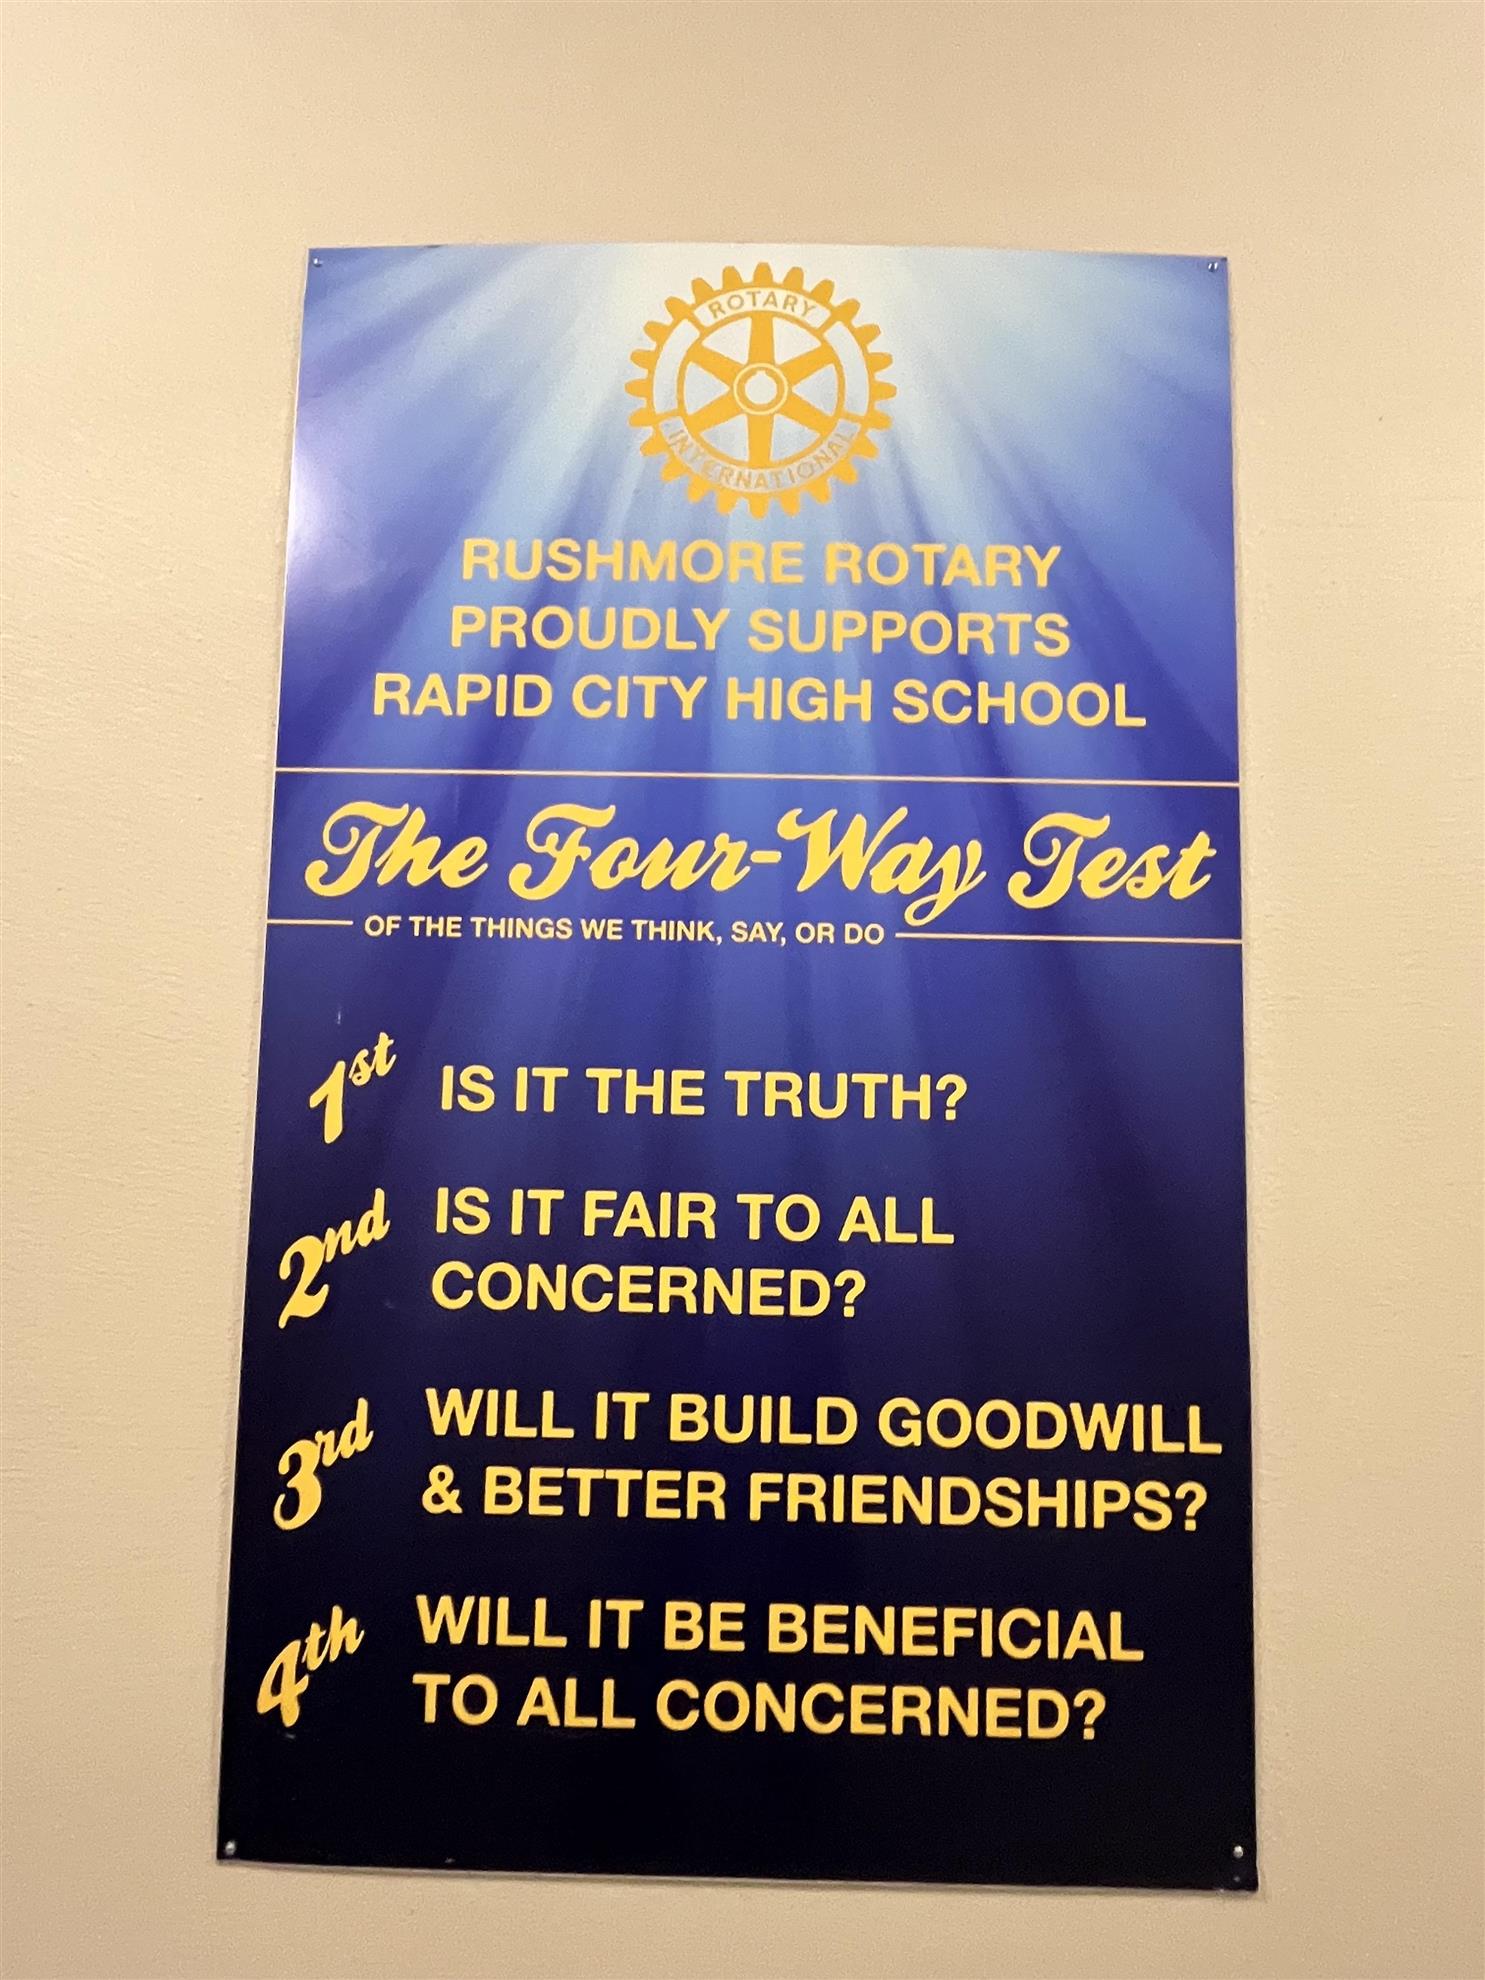 ROTARY
INTERNATIONAL
RUSHMORE ROTARY
PROUDLY SUPPORTS
RAPID CITY HIGH SCHOOL
The Four-Way Test
OF THE THINGS WE THINK, SAY, OR DO
1st IS IT THE TRUTH?
2nd IS IT FAIR TO ALL
CONCERNED?
3rd WILL IT BUILD GOODWILL
& BETTER FRIENDSHIPS?
4th WILL IT BE BENEFICIAL
TO ALL CONCERNED?